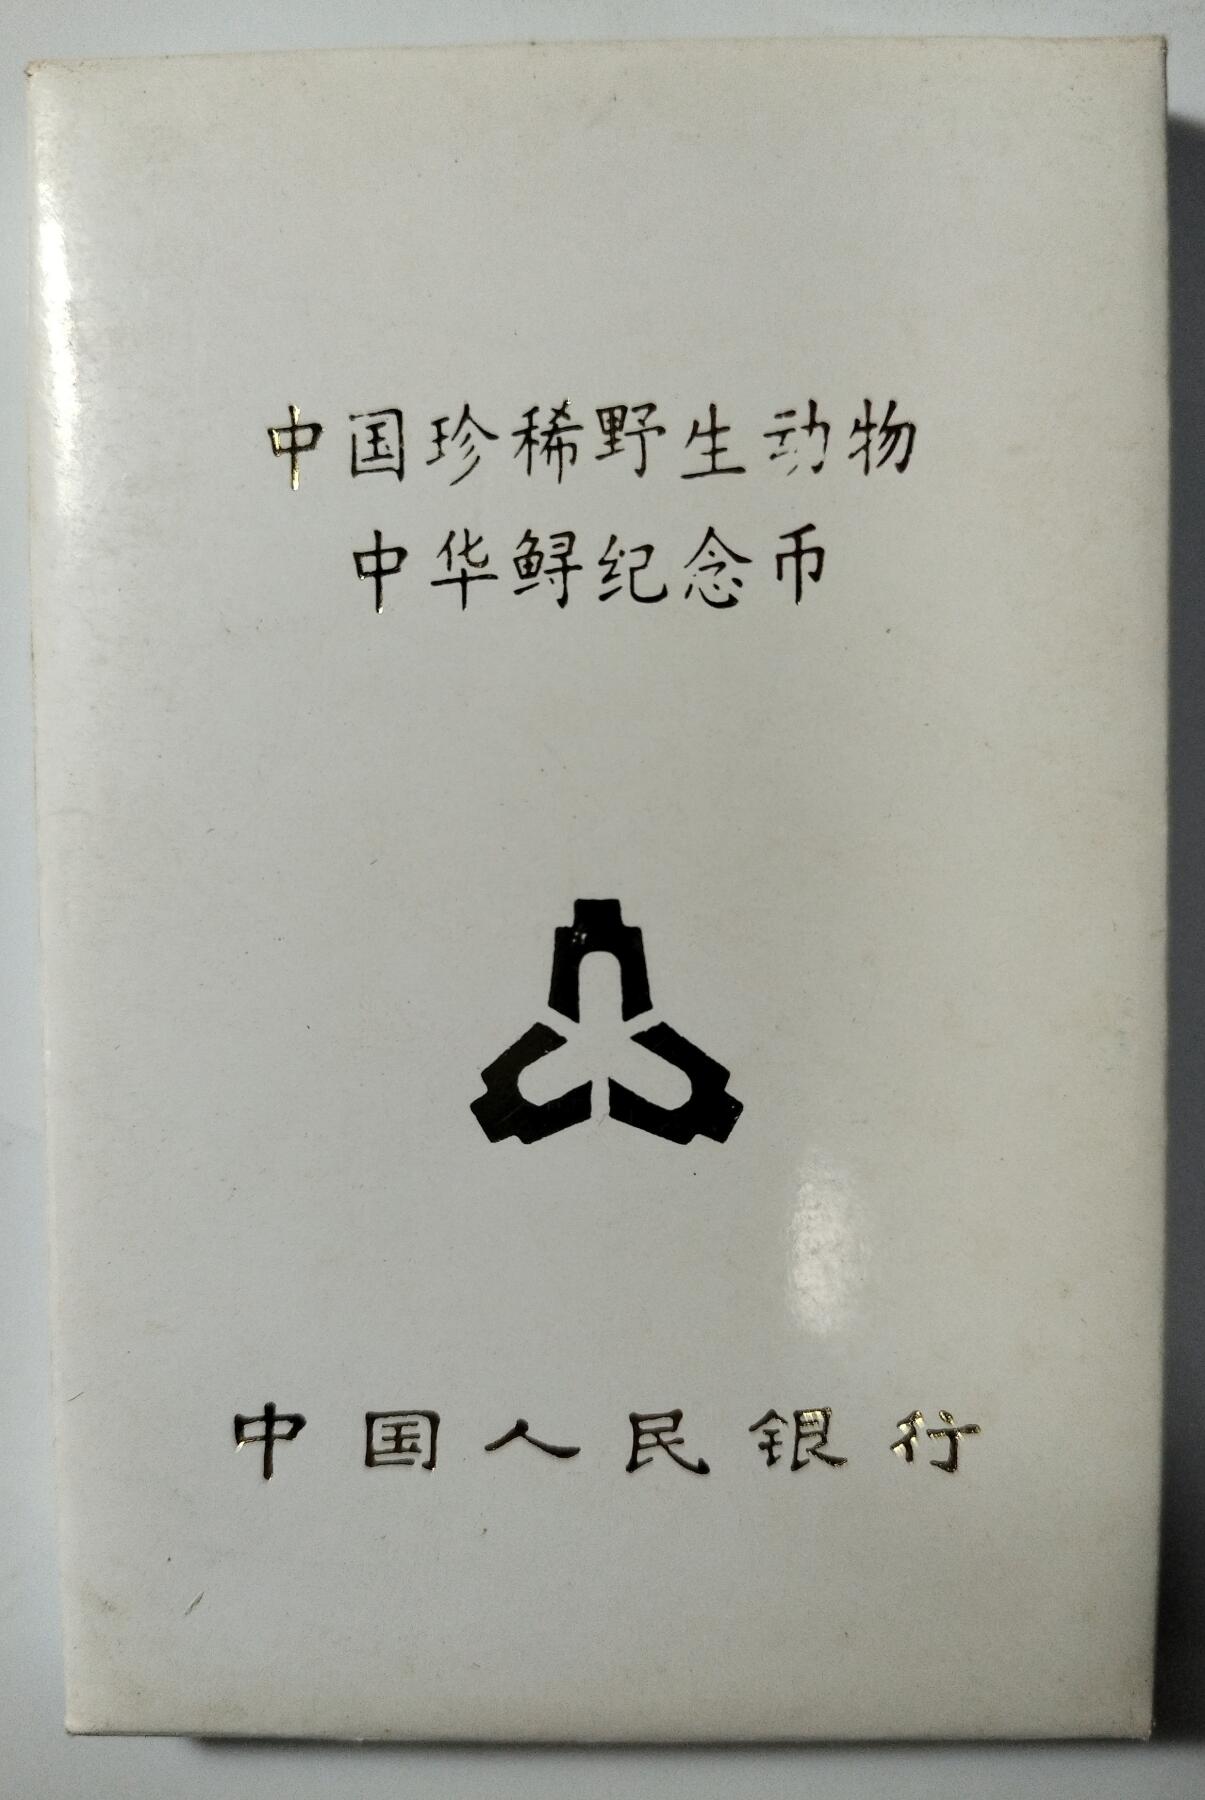 中国珍稀野生动物
中华鲟纪念币
中国人民银行